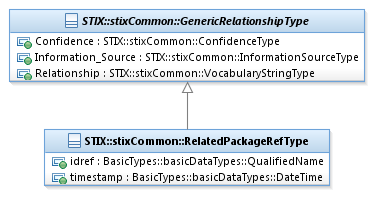 STIX::stixCommon::GenericRelationshipType
Confidence : STIX::stixCommon::ConfidenceType
Information_Source : STIX::stixCommon::InformationSourceType
Relationship : STIX::stixCommon::VocabularyStringType
STIX::stixCommon::RelatedPackageRefType
idref : BasicTypes::basicDataTypes::QualifiedName
timestamp : BasicTypes::basicDataTypes::DateTime